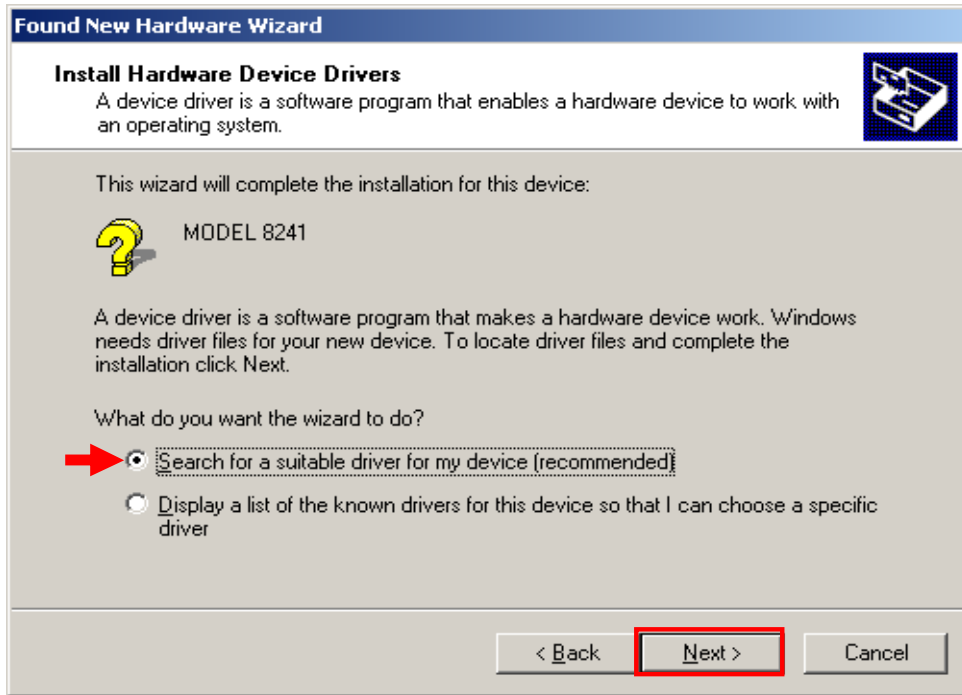 Found New Hardware Wizard
Install Hardware Device Drivers
A device driver is a software program that enables a hardware device to work with
an operating system.
This wizard will complete the installation for this device:
MODEL 8241
A device driver is a software program that makes a hardware device work. Windows
needs driver files for your new device. To locate driver files and complete the
installation click Next.
What do you want the wizard to do?
Search for a suitable driver for my device (recommended)
Display a list of the known drivers for this device so that I can choose a specific
driver
< Back
Next >
Cancel